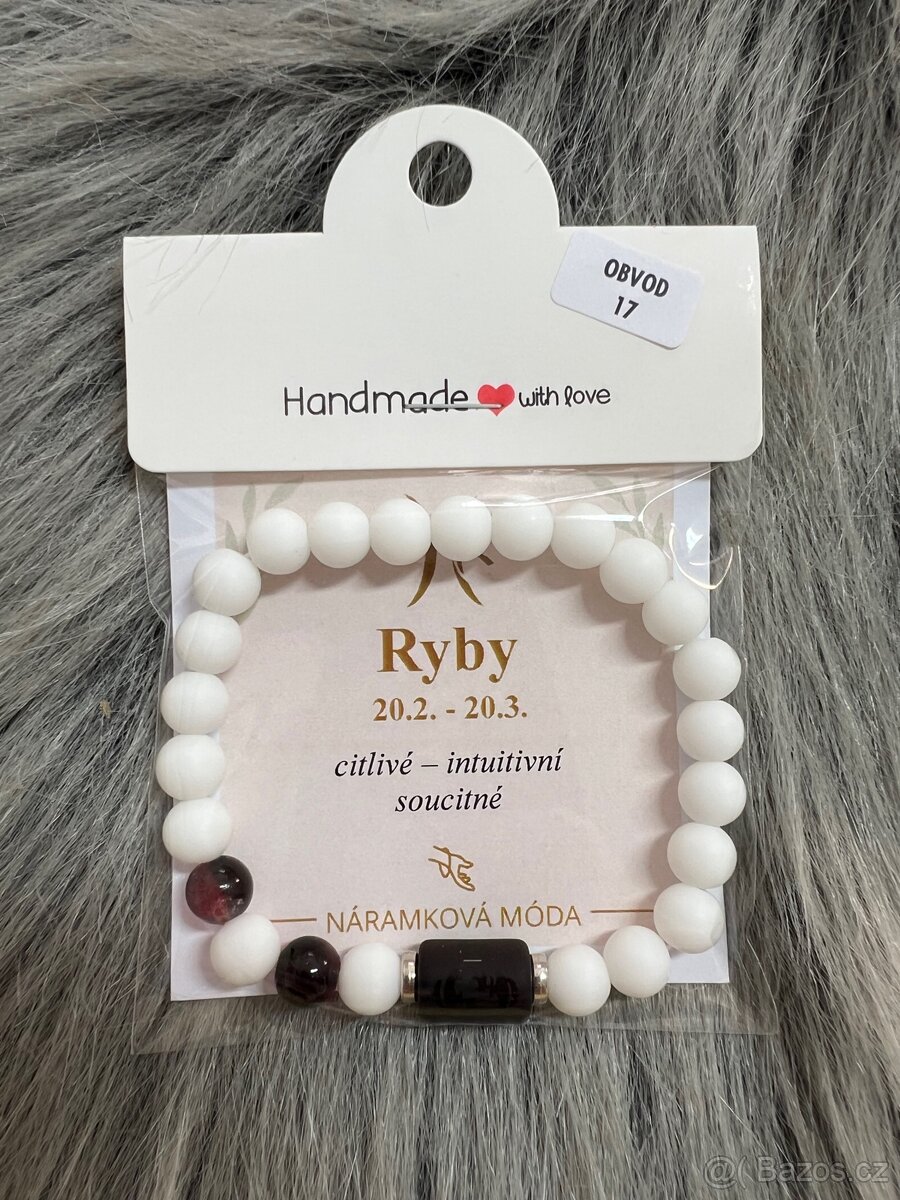 OBVOD
17
Handmade with love
Ryby
20.2. - 20.3.
citlivé – intuitivní
soucitné
NÁRAMKOVÁ MÓDA
@( Bazos.cz